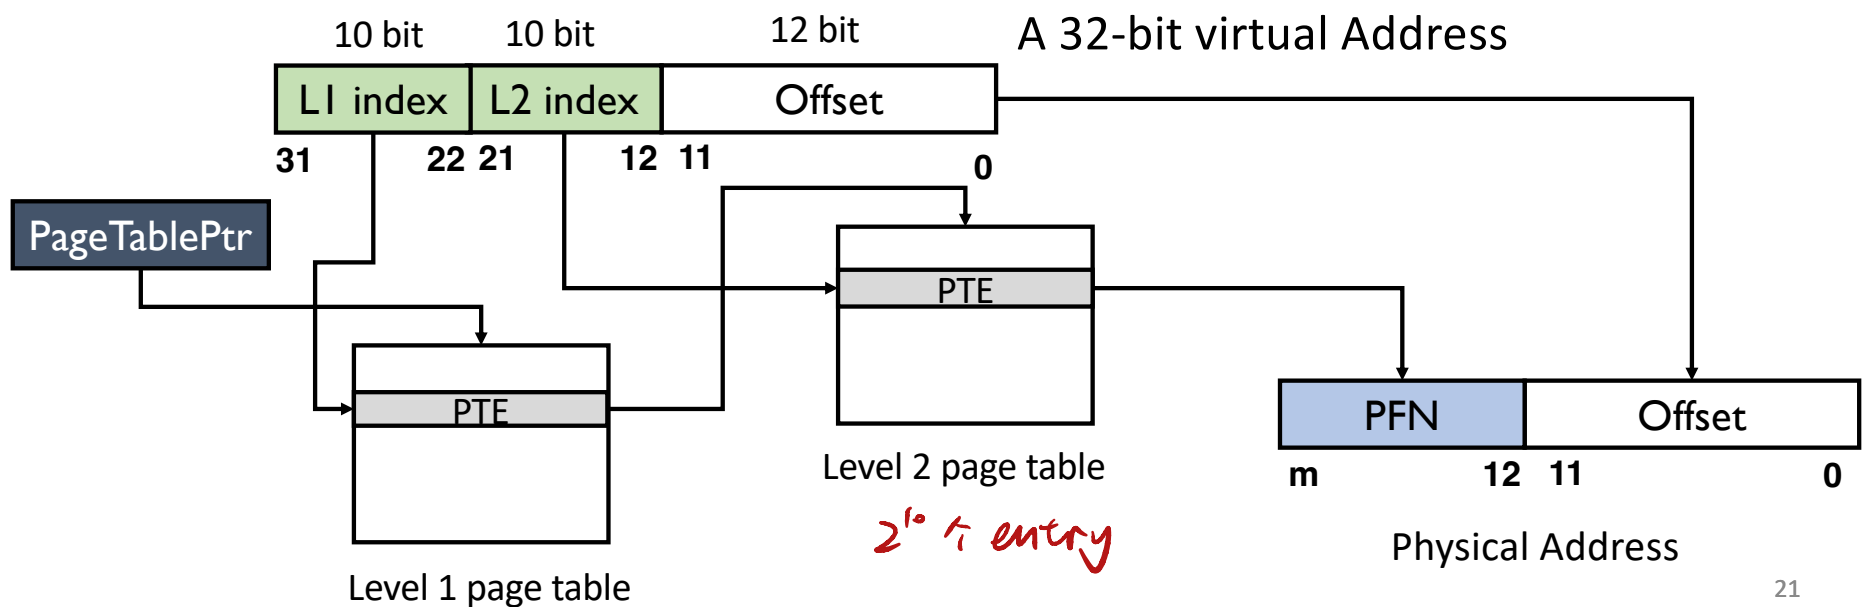 10 bit 10 bit 12 bit A 32-bit virtual Address
L1 index L2 index Offset
31 22 21 12 11 0
PageTablePtr
PTE
PTE
PFN Offset
Level 2 page table
m 12 11 0
2¹⁰ 个 entry
Physical Address
Level 1 page table
21